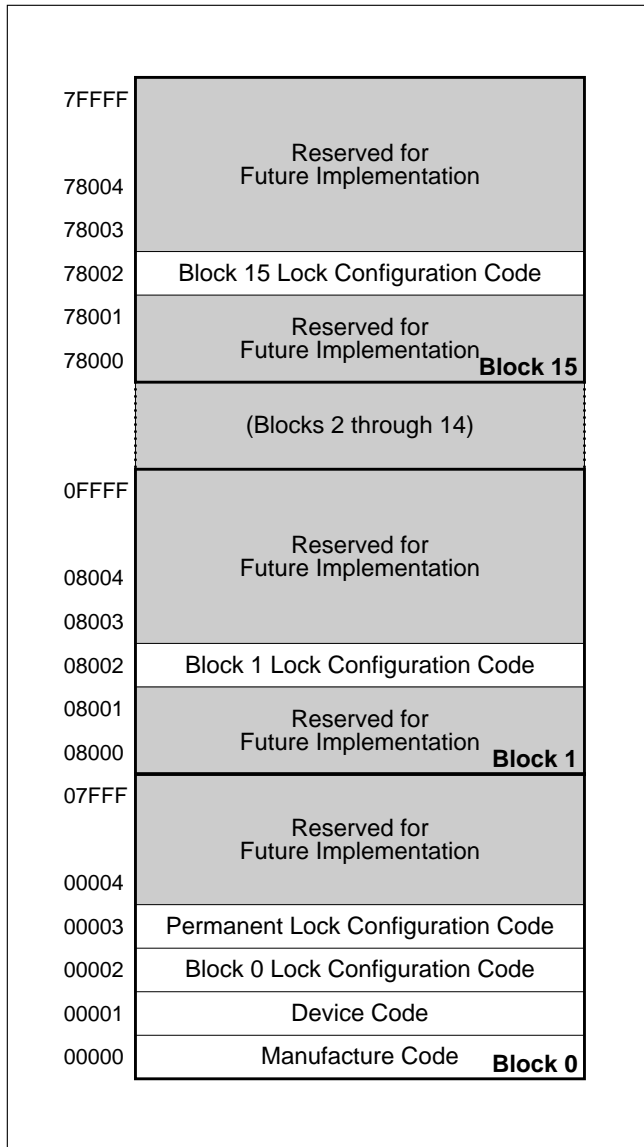 7FFFF
Reserved for
Future Implementation
78004
78003
78002 Block 15 Lock Configuration Code
78001
Reserved for
Future Implementation
78000
Block 15
(Blocks 2 through 14)
0FFFF
Reserved for
Future Implementation
08004
08003
08002 Block 1 Lock Configuration Code
08001
Reserved for
Future Implementation
08000
Block 1
07FFF
Reserved for
Future Implementation
00004
00003 Permanent Lock Configuration Code
00002 Block 0 Lock Configuration Code
00001 Device Code
00000 Manufacture Code Block 0